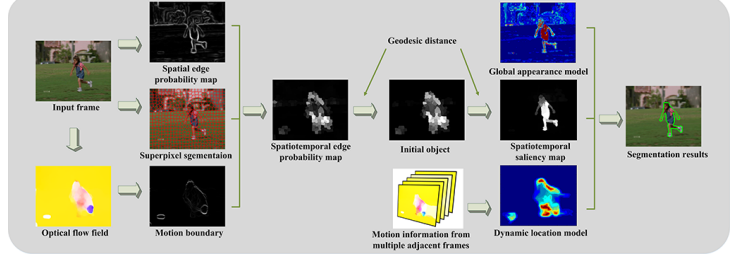 Input frame
Spatial edge
probability map
Superpixel sgementaion
Optical flow field
Motion boundary
Spatiotemporal edge
probability map
Geodesic distance
Initial object
Motion information from
multiple adjacent frames
Global appearance model
Spatiotemporal
saliency map
Dynamic location model
Segmentation results